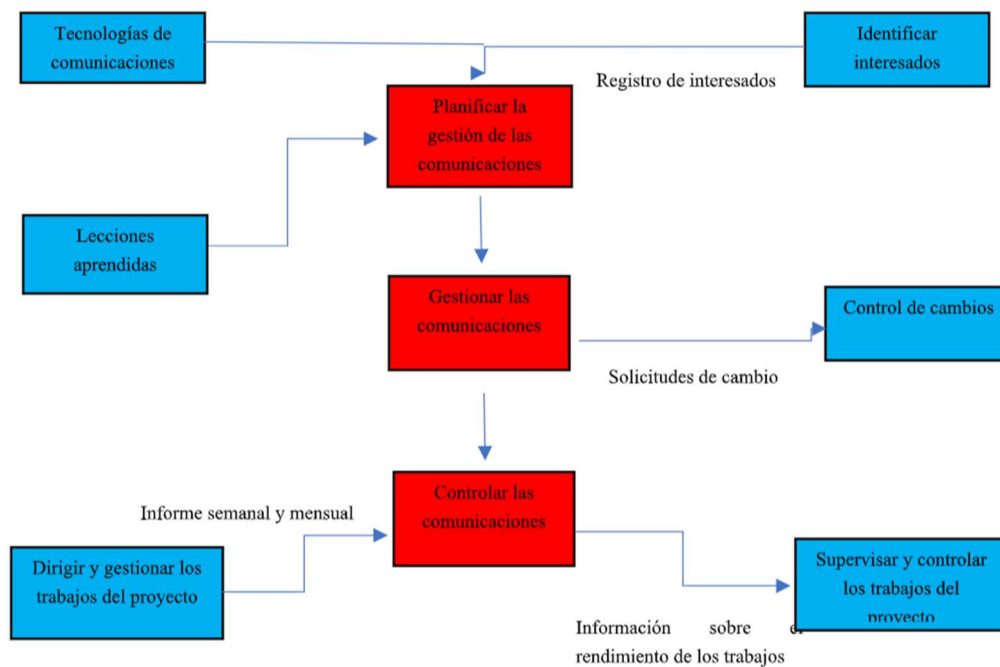 Tecnologías de
comunicaciones
Identificar
interesados
Registro de interesados
Planificar la
gestión de las
comunicaciones
Lecciones
aprendidas
Gestionar las
comunicaciones
Control de cambios
Solicitudes de cambio
Controlar las
comunicaciones
Informe semanal y mensual
Dirigir y gestionar los
trabajos del proyecto
Supervisar y controlar
los trabajos del
proyecto
Información sobre el
rendimiento de los trabajos